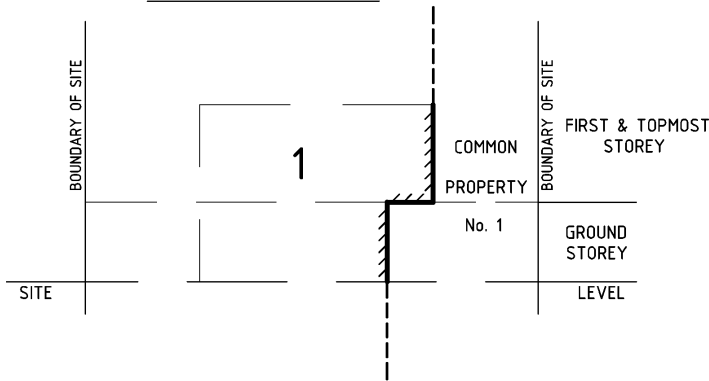 BOUNDARY OF SITE
1
COMMON
PROPERTY
No. 1
BOUNDARY OF SITE
FIRST & TOPMOST
STOREY
GROUND
STOREY
SITE
LEVEL